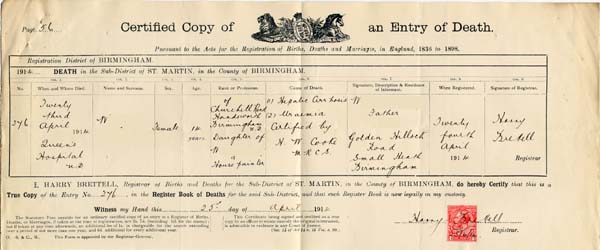 Page 56
Certified Copy of an Entry of Death.
Pursuant to the Acts for the Registration of Births, Deaths and Marriages, in England, 1836 to 1898.
Registration District of BIRMINGHAM.
1914. DEATH in the Sub-District of ST. MARTIN, in the County of BIRMINGHAM.
No. When and Where Died. Name and Surname. Sex. Age. Rank or Profession. Cause of Death. Signature, Description & Residence of Informant. When Registered. Signature of Registrar.
276
Twenty
third
April
1914
Queen's
Hospital
U.D
"W"
Female
14
years
of
Churchill Road
Handsworth
Birmingham
U.D
Daughter of
"W"
a
House painter
(1) Hepatic Cirrhosis
(2) Uraemia
Certified by
H. W. Cooke
M.R.C.S.
W
Father
Golden Hillock
Road
Small Heath
Birmingham
Twenty
fourth
April
1914
Harry
Brettell
Registrar
I, HARRY BRETTELL, Registrar of Births and Deaths for the Sub-District of ST. MARTIN, in the County of BIRMINGHAM, do hereby Certify that this is a
True Copy of the Entry No. 276, in the Register Book of Deaths for the said Sub-District, and that such Register Book is now legally in my custody.
Witness my Hand this 25th day of April 1914
Harry Brettell
Registrar.